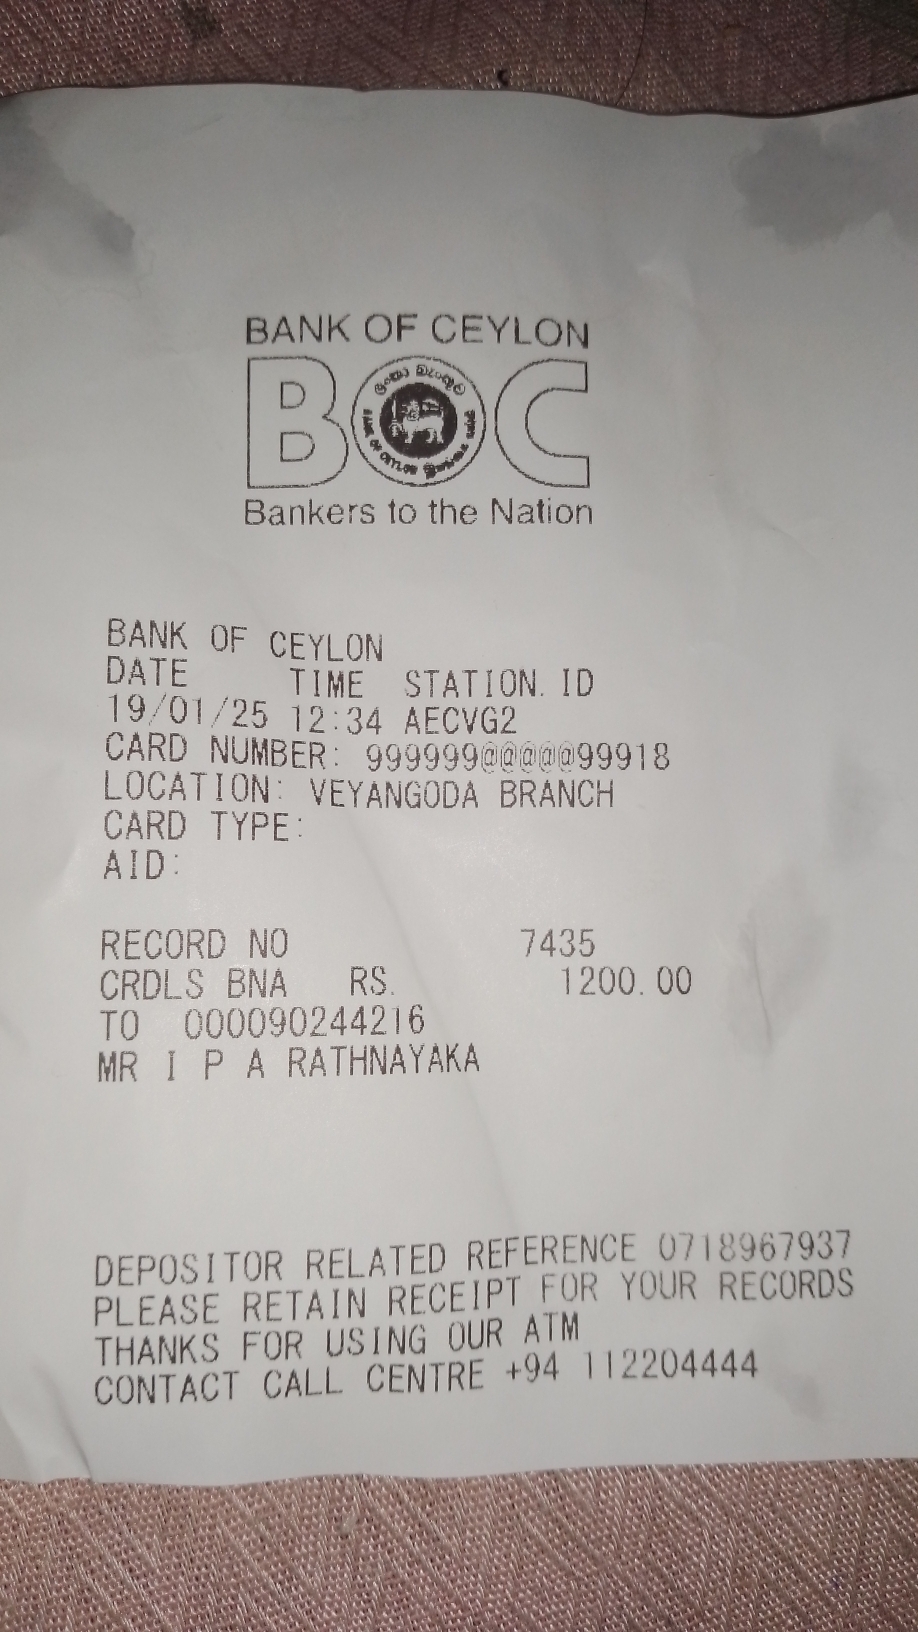 BANK OF CEYLON
BOC
Bankers to the Nation
BANK OF CEYLON
DATE TIME STATION. ID
19/01/25 12:34 AECVG2
CARD NUMBER: 999999@@@@@99918
LOCATION: VEYANGODA BRANCH
CARD TYPE:
AID:
RECORD NO 7435
CRDLS BNA RS. 1200.00
TO 000090244216
MR I P A RATHNAYAKA
DEPOSITOR RELATED REFERENCE 0718967937
PLEASE RETAIN RECEIPT FOR YOUR RECORDS
THANKS FOR USING OUR ATM
CONTACT CALL CENTRE +94 112204444